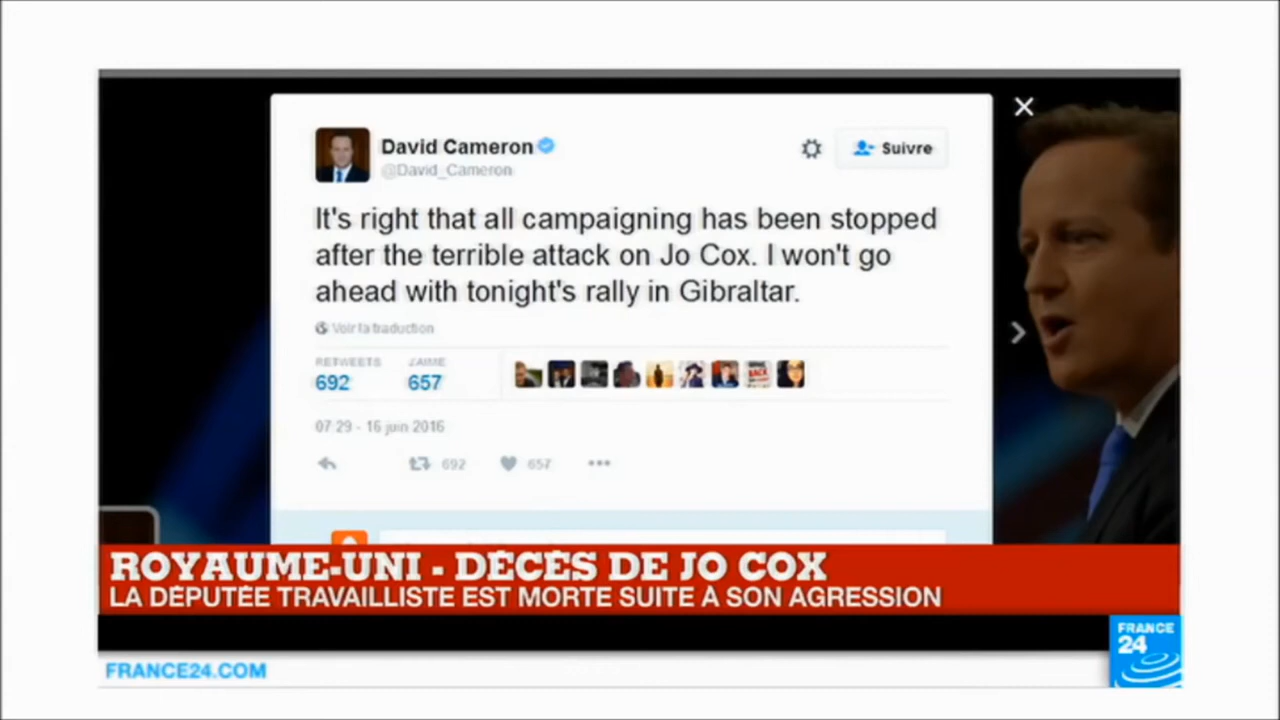 David Cameron
@David_Cameron
Suivre
It's right that all campaigning has been stopped
after the terrible attack on Jo Cox. I won't go
ahead with tonight's rally in Gibraltar.
Voir la traduction
RETWEETS J'AIME
692 657
07:29 - 16 juin 2016
692 657
ROYAUME-UNI - DÉCÈS DE JO COX
LA DÉPUTÉE TRAVAILLISTE EST MORTE SUITE À SON AGRESSION
FRANCE
24
FRANCE24.COM